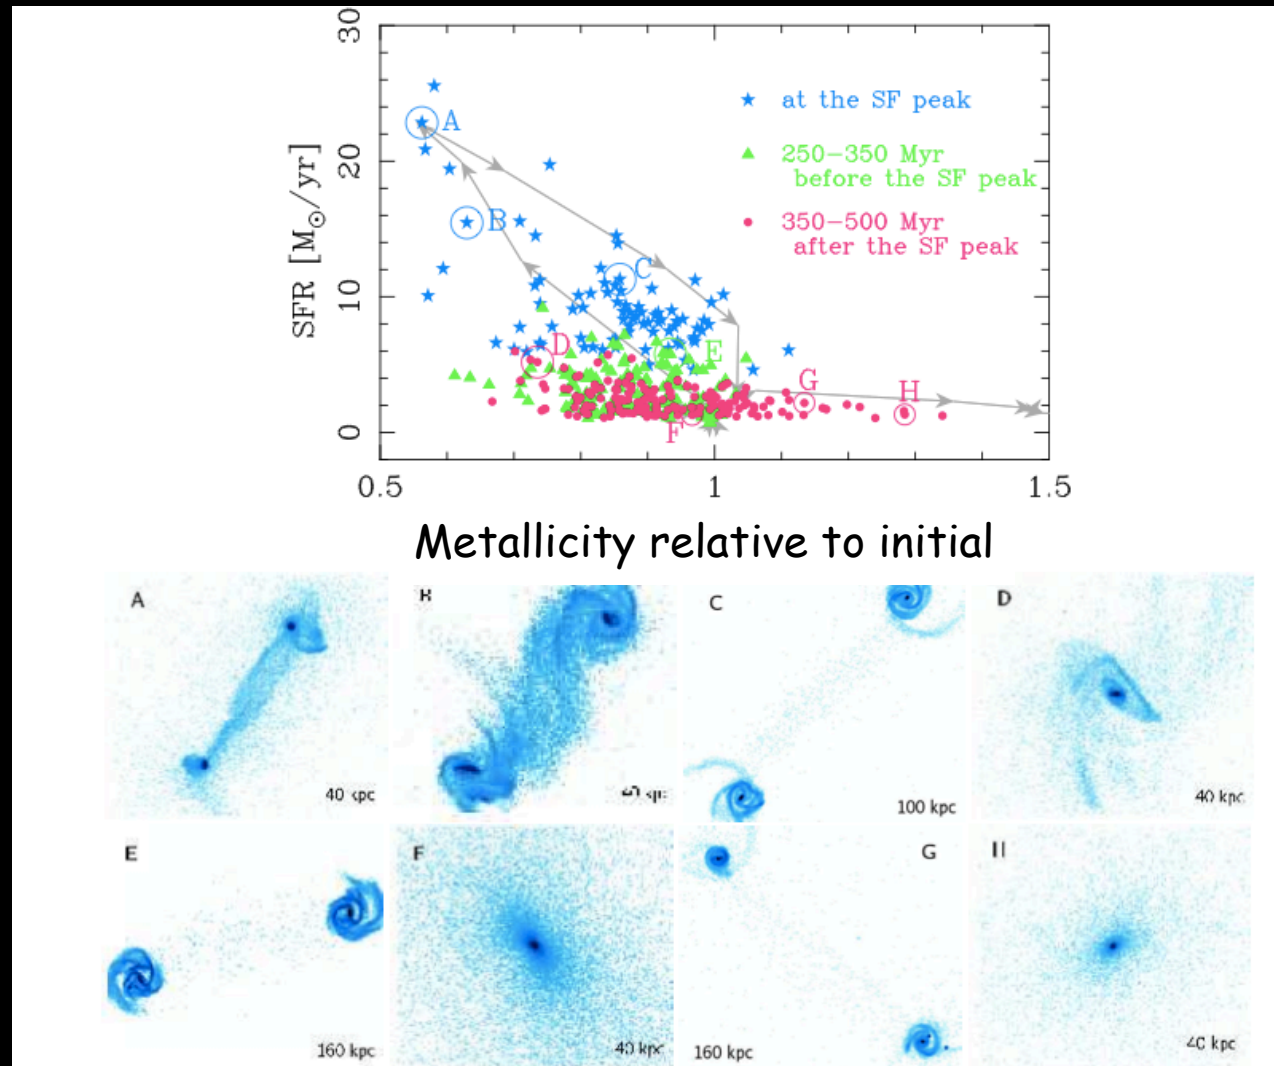 30
20
10
0
SFR [M⊙/yr]
at the SF peak
250−350 Myr
before the SF peak
350−500 Myr
after the SF peak
A
B
C
D
E
F
G
H
0.5 1 1.5
Metallicity relative to initial
A
B
C
D
40 kpc
100 kpc
40 kpc
E
F
G
H
160 kpc
40 kpc
160 kpc
40 kpc